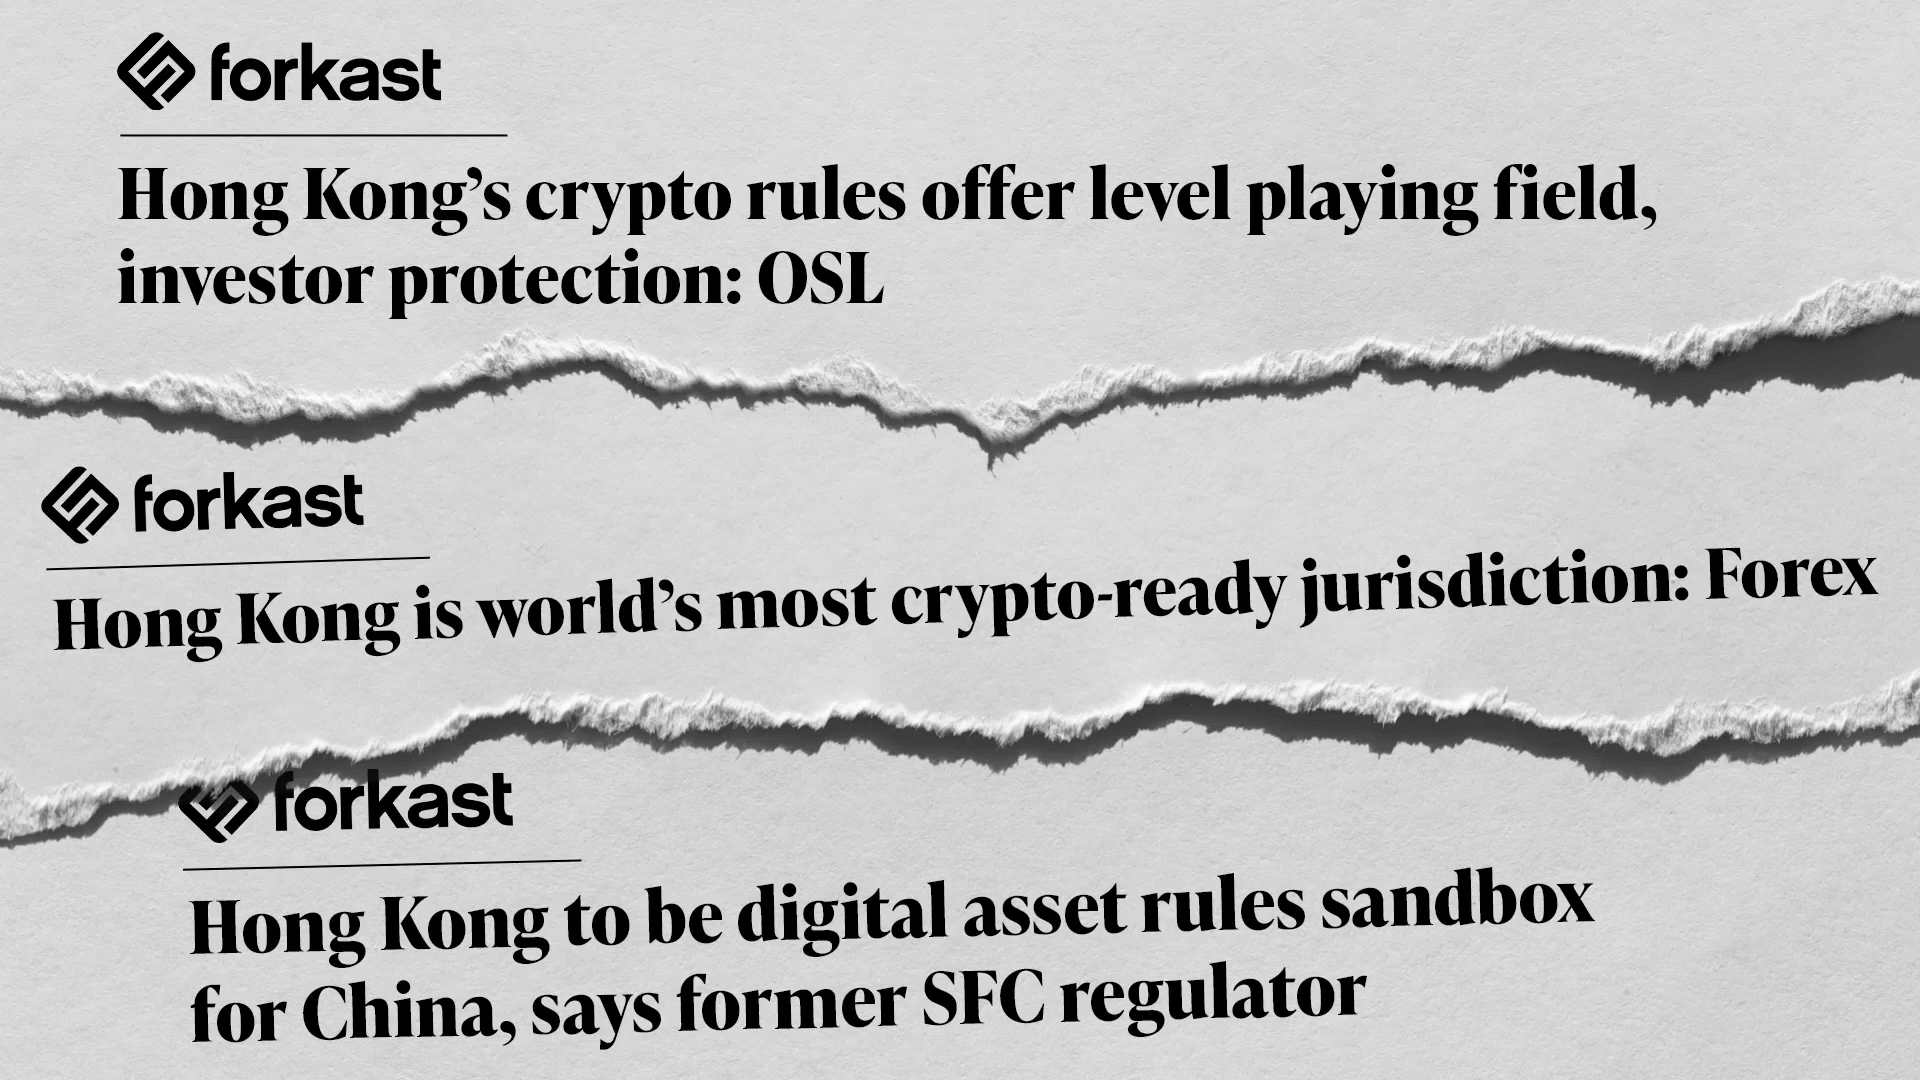 forkast
Hong Kong’s crypto rules offer level playing field,
investor protection: OSL
forkast
Hong Kong is world’s most crypto-ready jurisdiction: Forex
forkast
Hong Kong to be digital asset rules sandbox
for China, says former SFC regulator